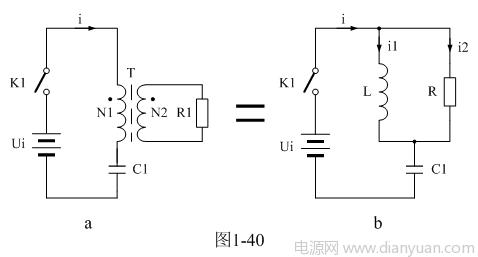 i
K1
Ui
T
N1
N2
R1
C1
a
i
i1
i2
K1
L
R
Ui
C1
b
图1-40
电源网 www.dianyuan.com